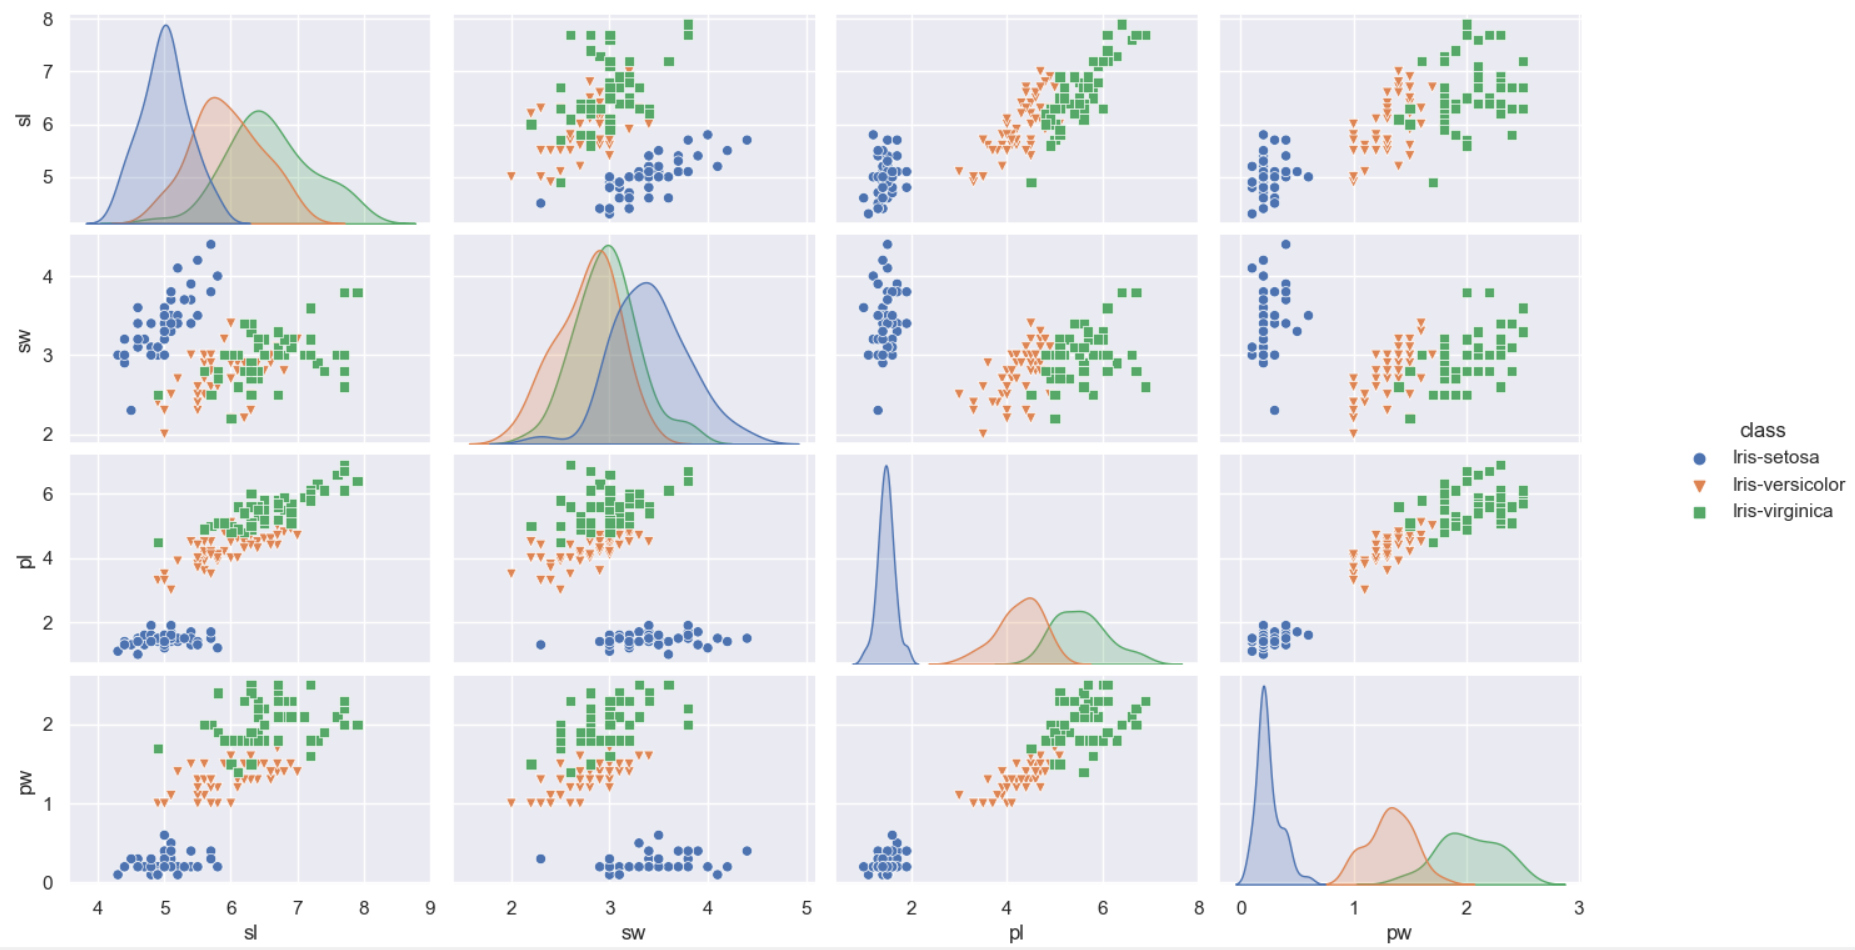 8
7
6
5
sl
4
3
2
sw
6
4
2
pl
2
1
0
pw
4 5 6 7 8 9
2 3 4 5
2 4 6 8
0 1 2 3
sl
sw
pl
pw
class
Iris-setosa
Iris-versicolor
Iris-virginica